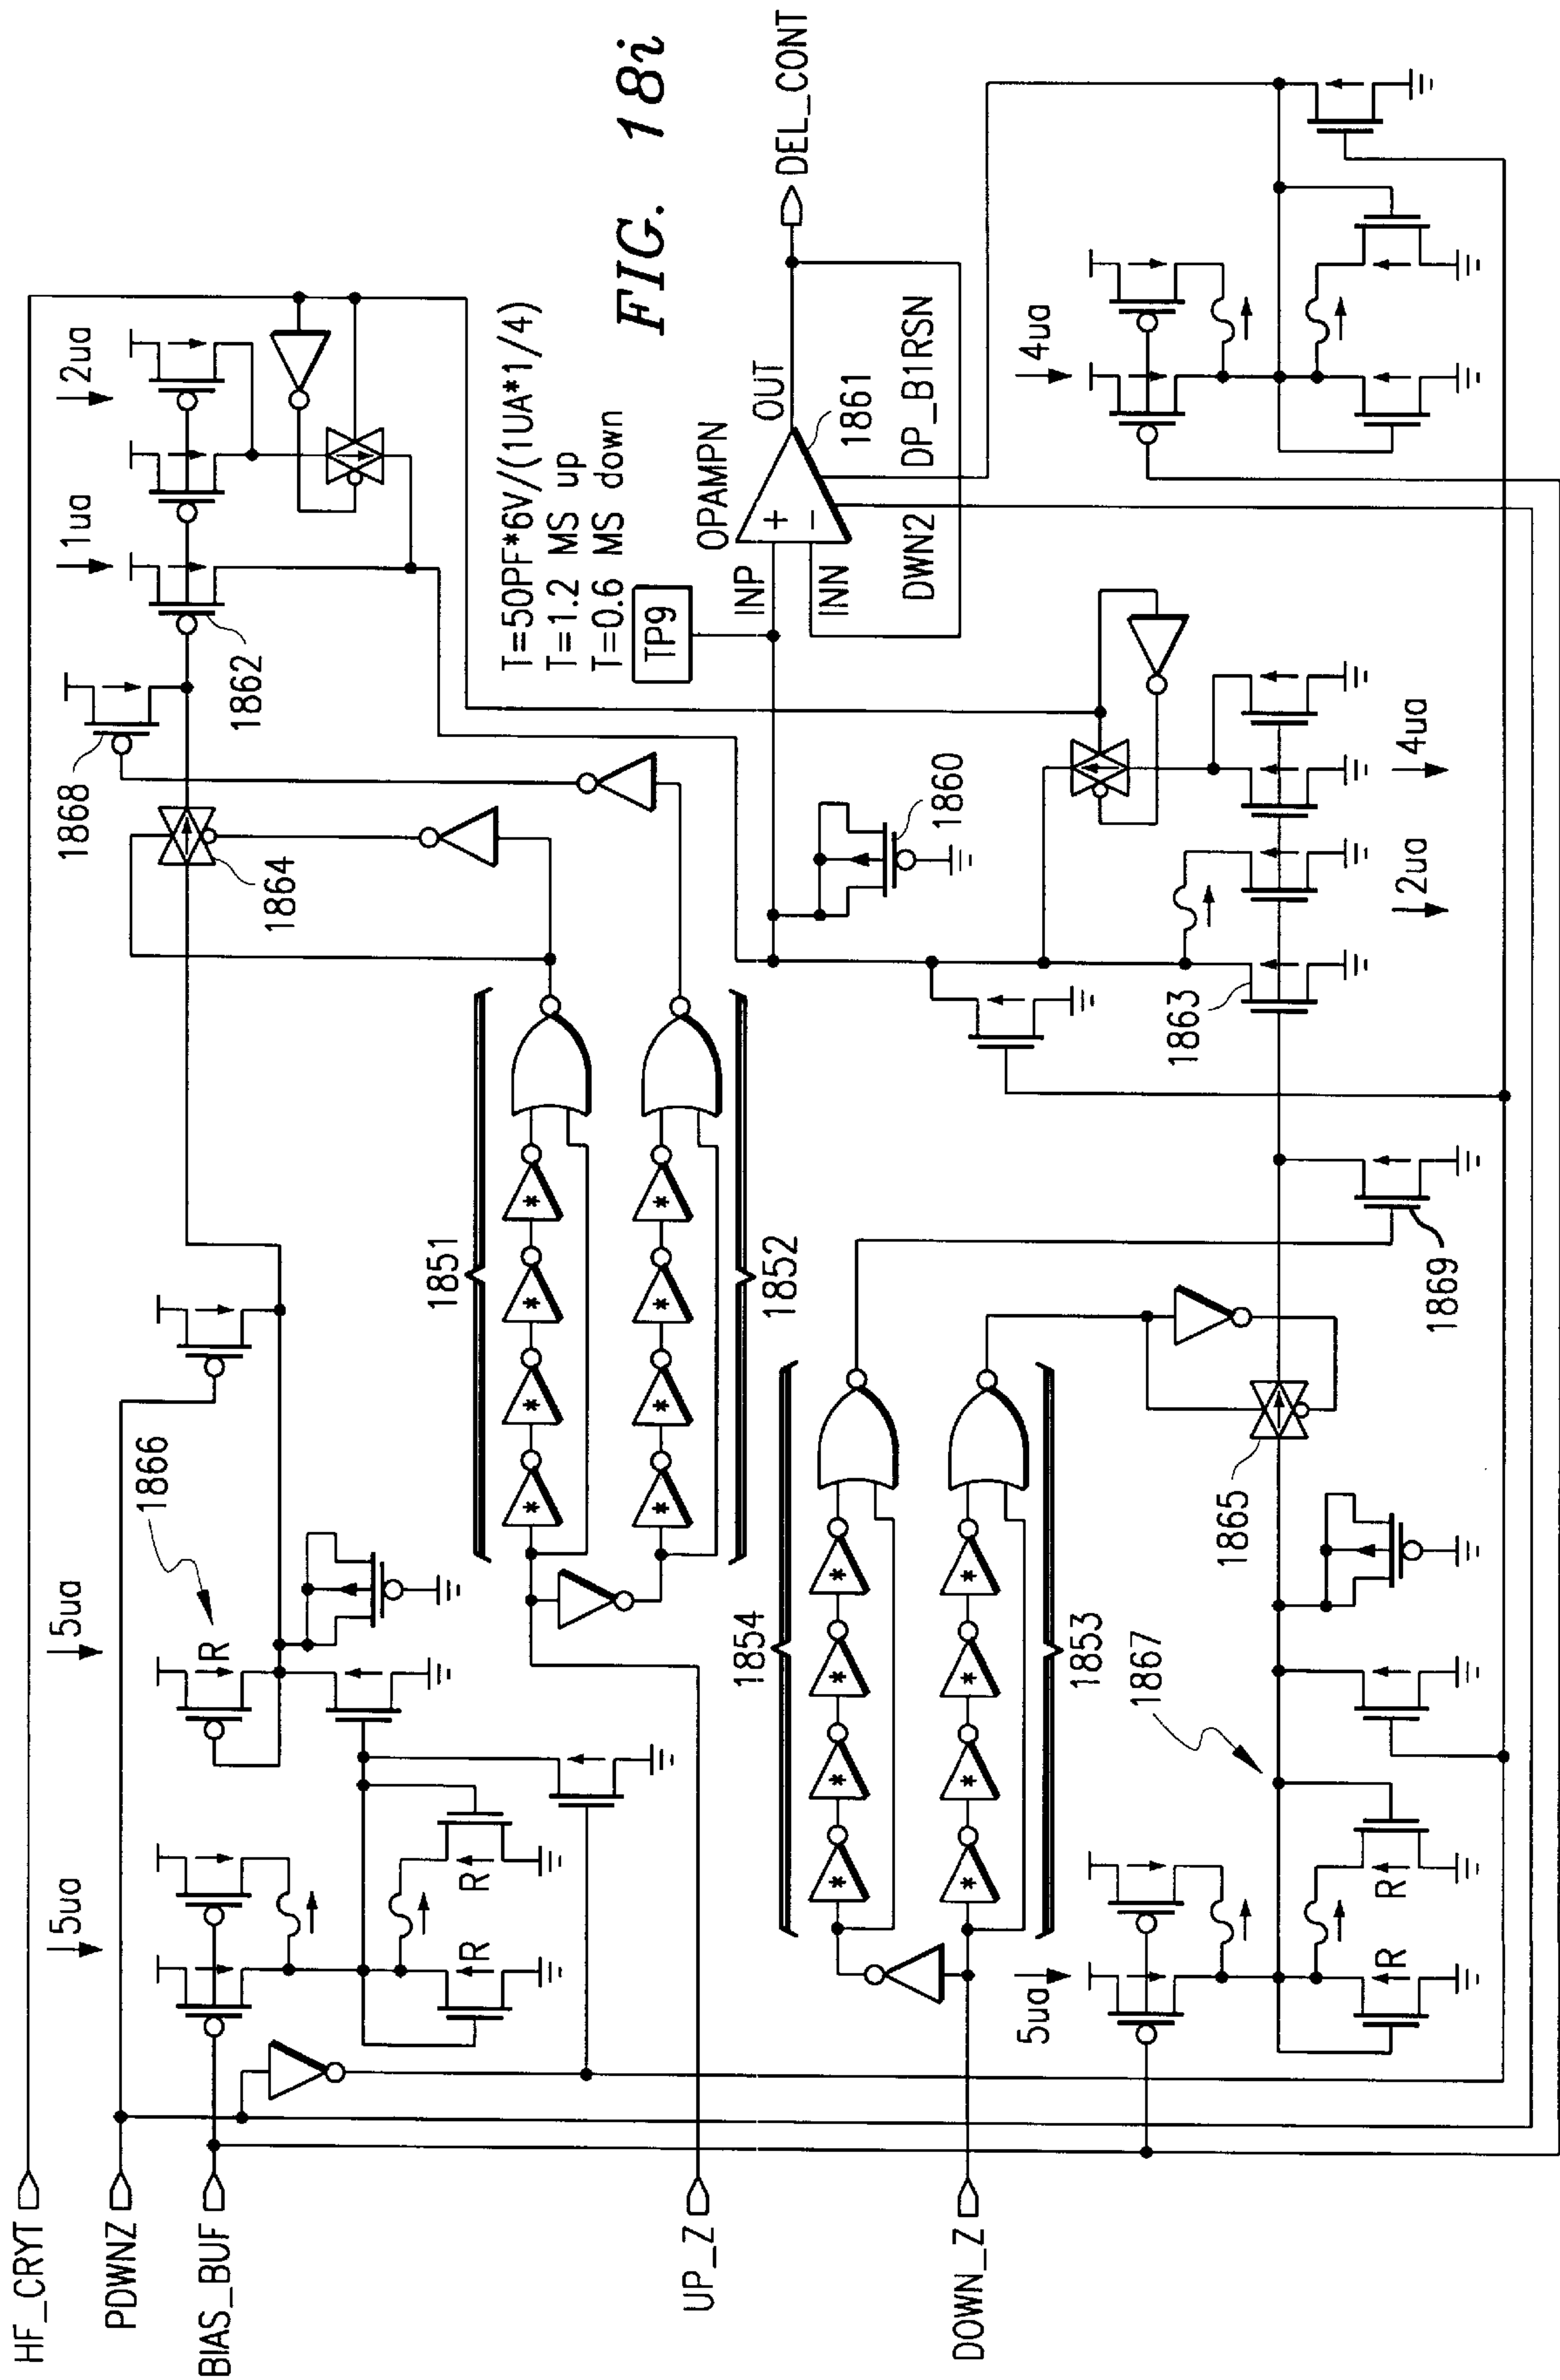 FIG. 18i
HF_CRYT
PDWNZ
BIAS_BUF
UP_Z
DOWN_Z
5ua
5ua
R
R
R
1866
1868
1864
1862
1ua
2ua
T=50PF*6V/(1UA*1/4)
T=1.2 MS up
T=0.6 MS down
TP9
1851
* * * *
* * * *
1852
OPAMPN
INP
INN
+
−
OUT
1861
DEL_CONT
DWN2
DP_B1RSN
1860
1854
* * * *
* * * *
1853
5ua
R
R
1867
1865
1869
1863
2ua
4ua
4ua